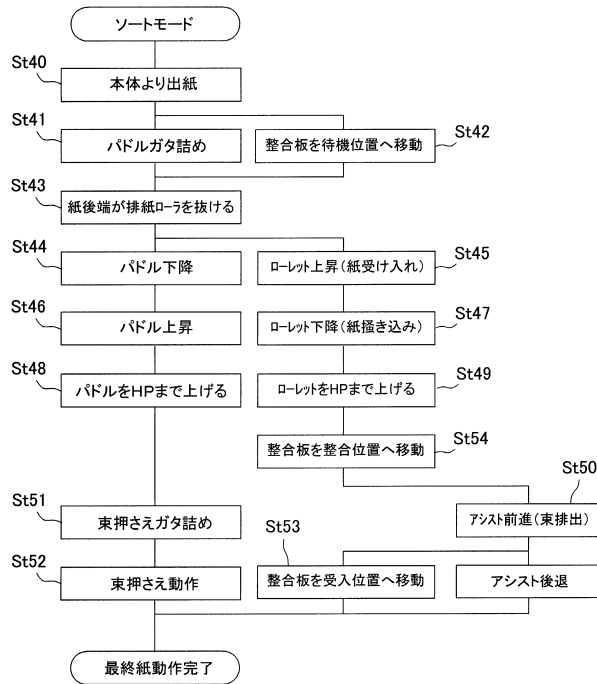 ソートモード
St40
本体より出紙
St41
パドルガタ詰め
整合板を待機位置へ移動
St42
St43
紙後端が排紙ローラを抜ける
St44
パドル下降
ローレット上昇(紙受け入れ)
St45
St46
パドル上昇
ローレット下降(紙掻き込み)
St47
St48
パドルをHPまで上げる
ローレットをHPまで上げる
St49
整合板を整合位置へ移動
St54
St50
St51
束押さえガタ詰め
アシスト前進(束排出)
St53
St52
束押さえ動作
整合板を受入位置へ移動
アシスト後退
最終紙動作完了